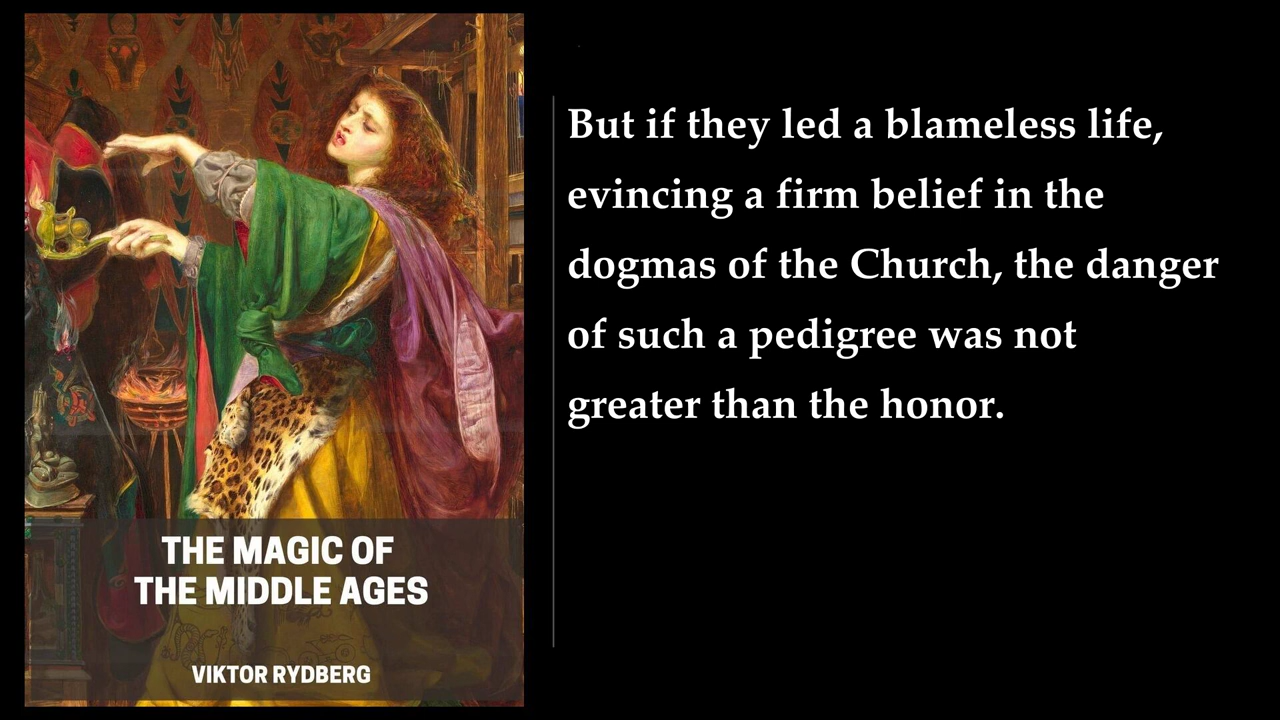 THE MAGIC OF
THE MIDDLE AGES
VIKTOR RYDBERG
But if they led a blameless life,
evincing a firm belief in the
dogmas of the Church, the danger
of such a pedigree was not
greater than the honor.